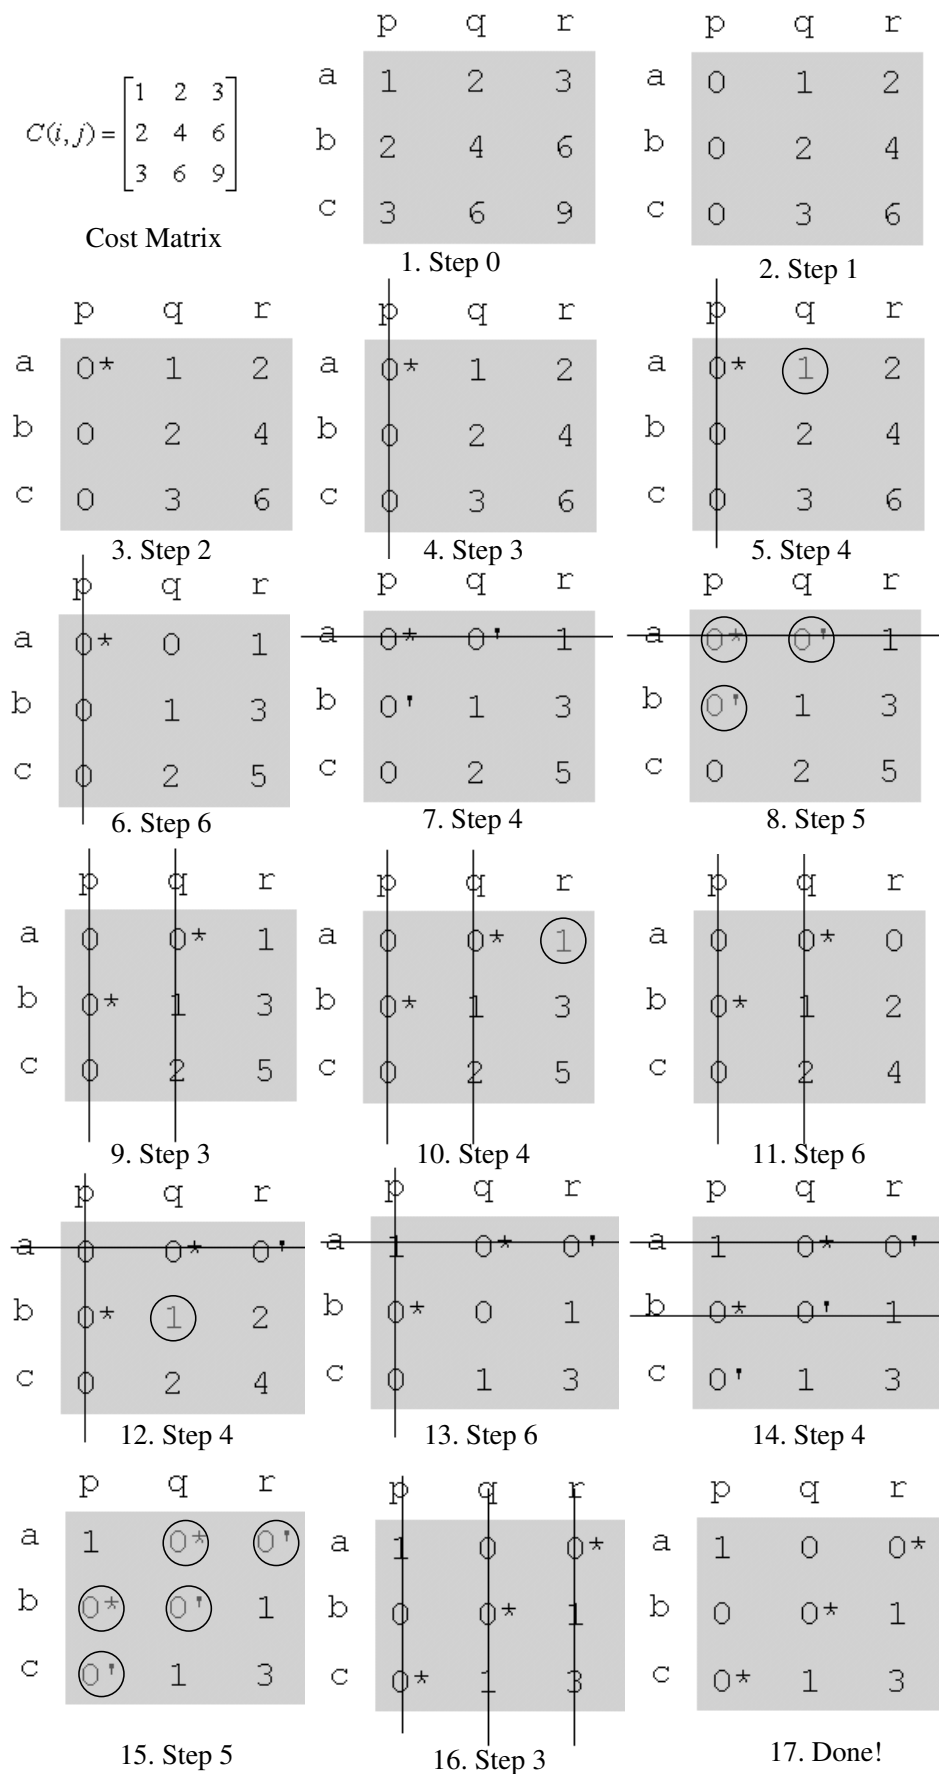 p q r p q r
C(i,j) = [1 2 3 a 1 2 3 a 0 1 2
2 4 6 b 2 4 6 b 0 2 4
3 6 9] c 3 6 9 c 0 3 6
Cost Matrix
1. Step 0 2. Step 1
p q r p q r p q r
a 0* 1 2 a 0* 1 2 a 0* 1 2
b 0 2 4 b 0 2 4 b 0 2 4
c 0 3 6 c 0 3 6 c 0 3 6
3. Step 2 4. Step 3 5. Step 4
p q r p q r p q r
a 0* 0 1 a 0* 0' 1 a 0* 0' 1
b 0 1 3 b 0' 1 3 b 0' 1 3
c 0 2 5 c 0 2 5 c 0 2 5
6. Step 6 7. Step 4 8. Step 5
p q r p q r p q r
a 0 0* 1 a 0 0* 1 a 0 0* 0
b 0* 1 3 b 0* 1 3 b 0* 1 2
c 0 2 5 c 0 2 5 c 0 2 4
9. Step 3 10. Step 4 11. Step 6
p q r p q r p q r
a 0 0* 0' a 1 0* 0' a 1 0* 0'
b 0* 1 2 b 0* 0 1 b 0* 0' 1
c 0 2 4 c 0 1 3 c 0' 1 3
12. Step 4 13. Step 6 14. Step 4
p q r p q r p q r
a 1 0* 0' a 1 0 0* a 1 0 0*
b 0* 0' 1 b 0 0* 1 b 0 0* 1
c 0' 1 3 c 0* 1 3 c 0* 1 3
15. Step 5 16. Step 3 17. Done!